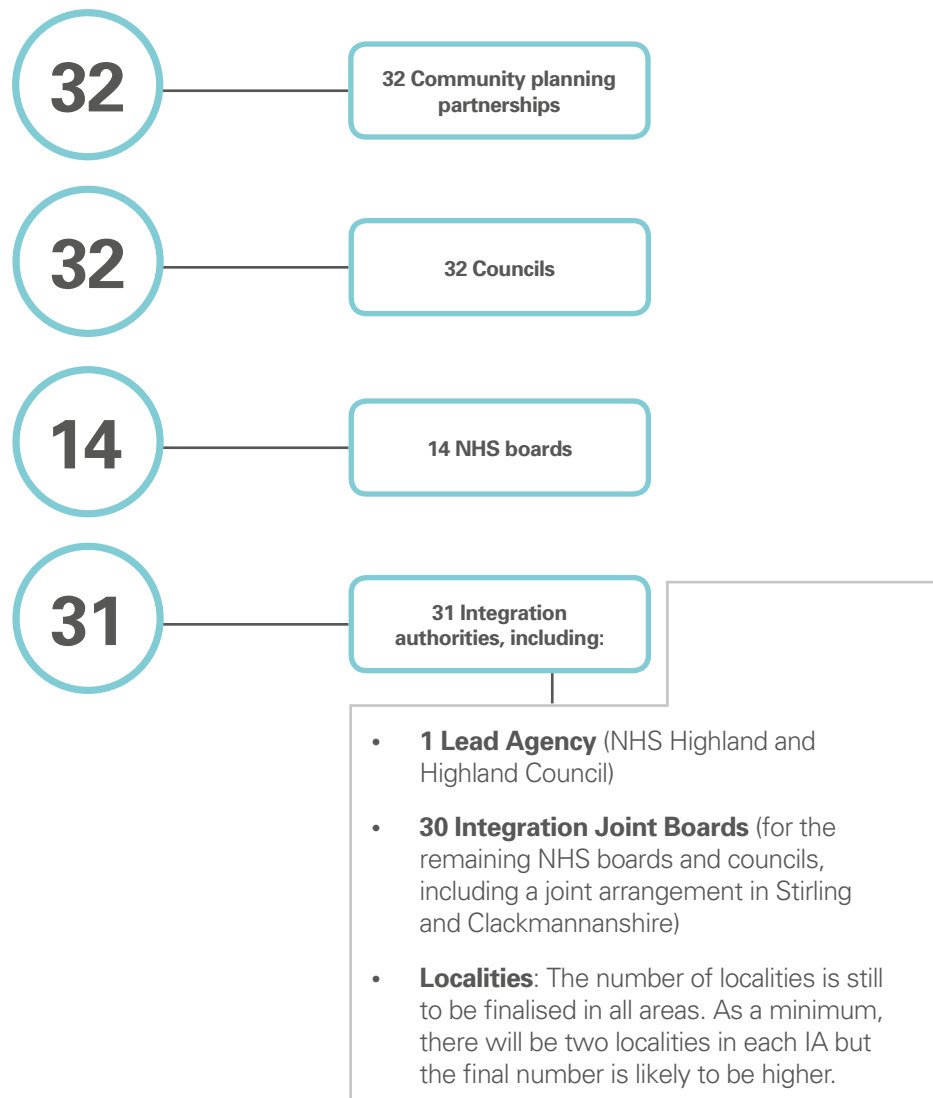 32
32 Community planning
partnerships
32
32 Councils
14
14 NHS boards
31
31 Integration
authorities, including:
• 1 Lead Agency (NHS Highland and
Highland Council)
• 30 Integration Joint Boards (for the
remaining NHS boards and councils,
including a joint arrangement in Stirling
and Clackmannanshire)
• Localities: The number of localities is still
to be finalised in all areas. As a minimum,
there will be two localities in each IA but
the final number is likely to be higher.